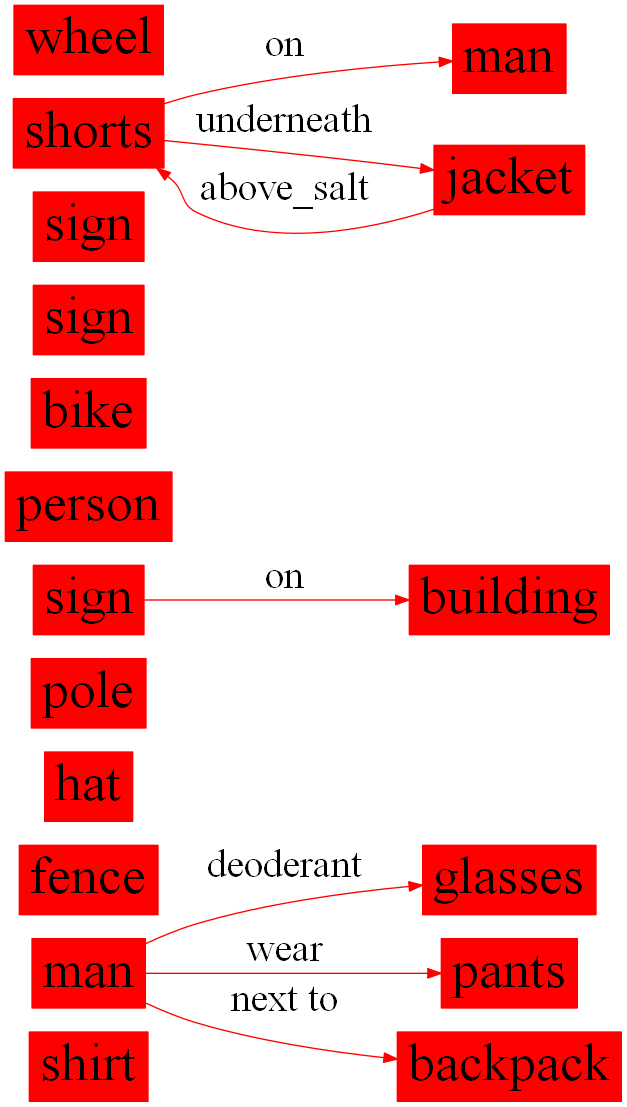 wheel
on
man
shorts
underneath
jacket
above_salt
sign
sign
bike
person
sign
on
building
pole
hat
fence
deoderant
glasses
man
wear
pants
next to
shirt
backpack